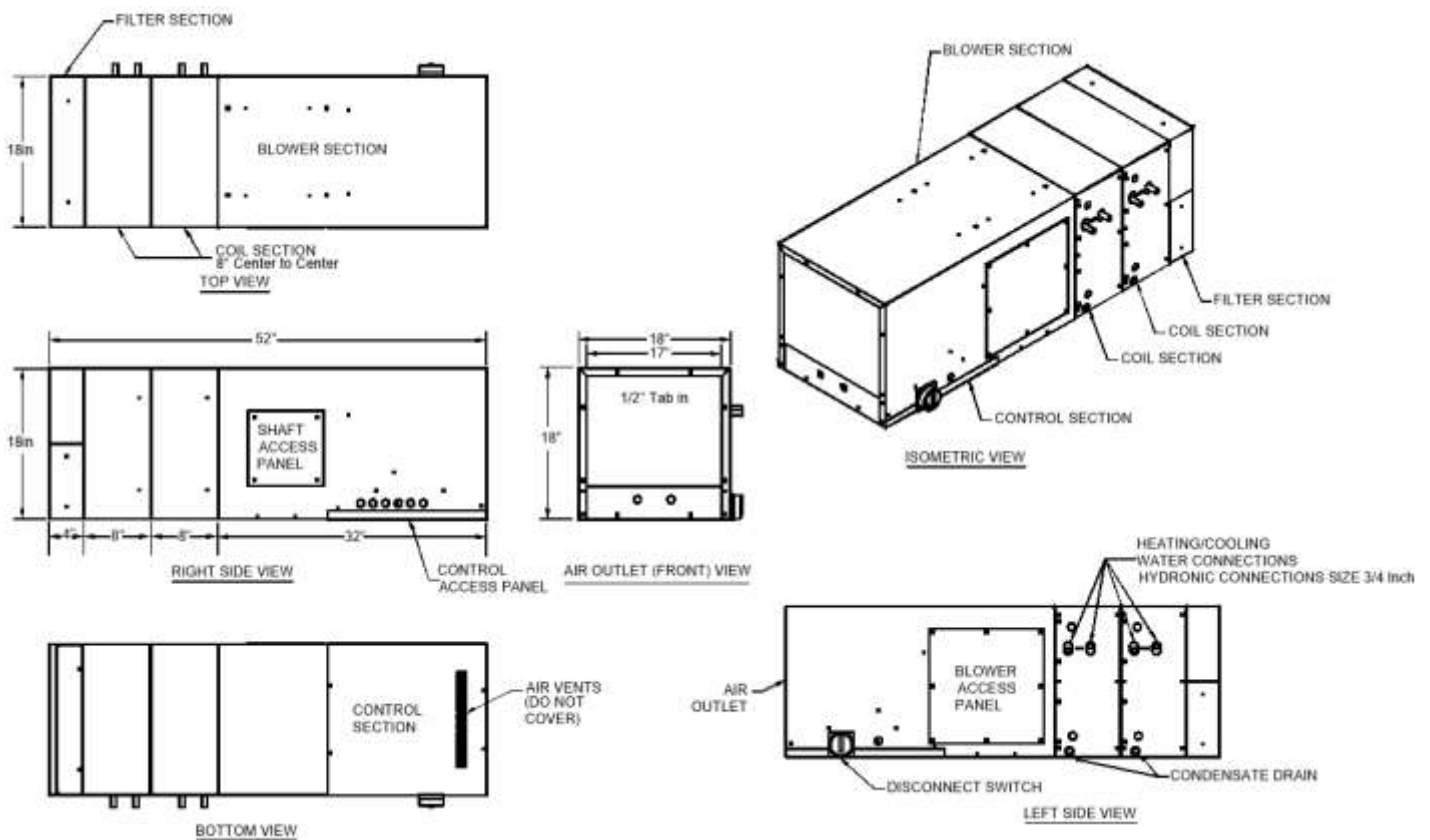 FILTER SECTION
18in
BLOWER SECTION
COIL SECTION
8" Center to Center
TOP VIEW
BLOWER SECTION
FILTER SECTION
COIL SECTION
COIL SECTION
CONTROL SECTION
ISOMETRIC VIEW
52"
18in
SHAFT
ACCESS
PANEL
4"
8"
8"
32"
RIGHT SIDE VIEW
CONTROL
ACCESS PANEL
18"
17"
1/2" Tab in
18"
AIR OUTLET (FRONT) VIEW
CONTROL
SECTION
AIR VENTS
(DO NOT
COVER)
BOTTOM VIEW
HEATING/COOLING
WATER CONNECTIONS
HYDRONIC CONNECTIONS SIZE 3/4 Inch
AIR
OUTLET
BLOWER
ACCESS
PANEL
DISCONNECT SWITCH
CONDENSATE DRAIN
LEFT SIDE VIEW